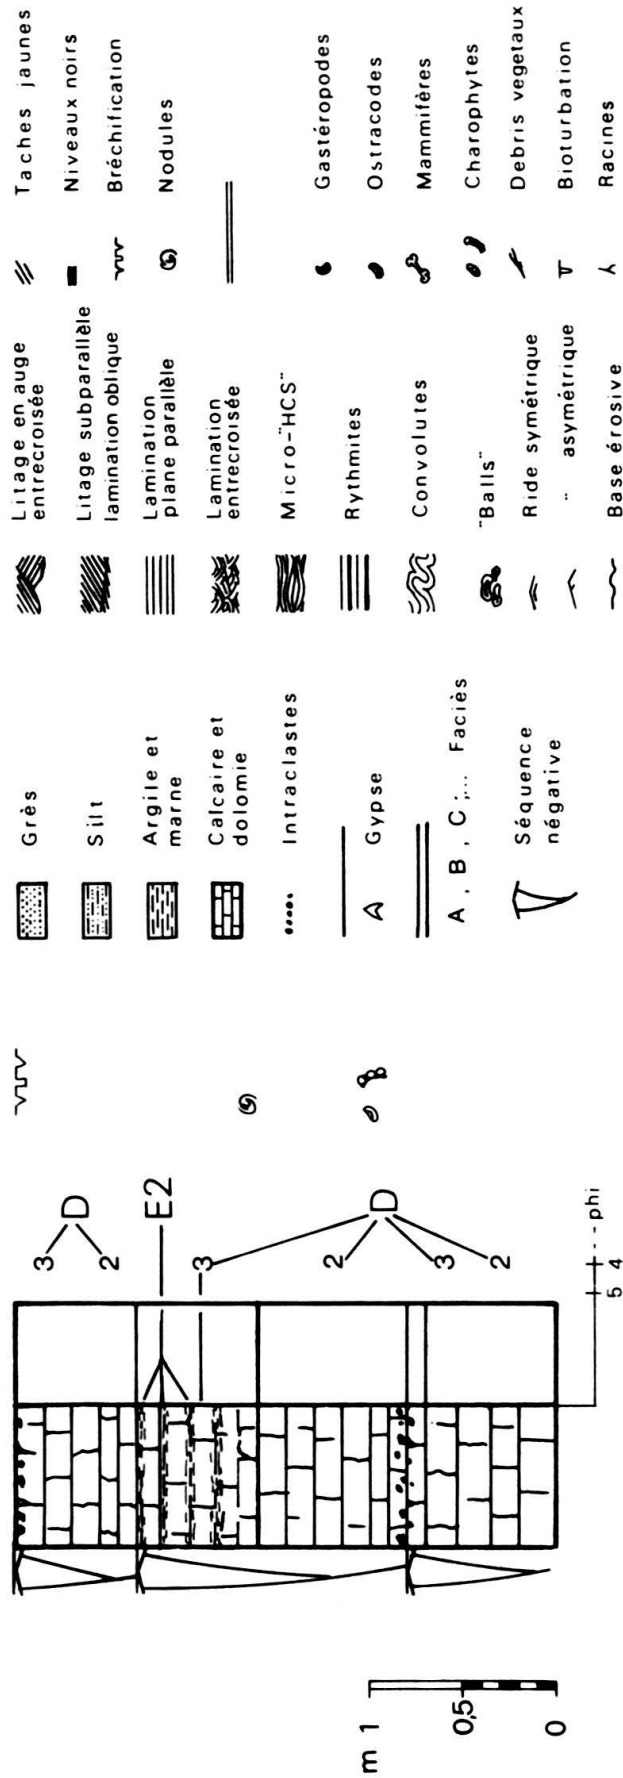 Grès
Silt
Argile et
marne
Calcaire et
dolomie
Intraclastes
Gypse
A, B, C;... Faciès
Séquence
négative
Litage en auge
entrecroisée
Litage subparallèle
lamination oblique
Lamination
plane parallèle
Lamination
entrecroisée
Micro-"HCS"
Rythmites
Convolutes
"Balls"
Ride symétrique
" asymétrique
Base érosive
Taches jaunes
Niveaux noirs
Bréchification
Nodules
Gastéropodes
Ostracodes
Mammifères
Charophytes
Debris vegetaux
Bioturbation
Racines
3
D
2
E2
3
2
D
3
2
5 4 phi
m 1
0,5
0